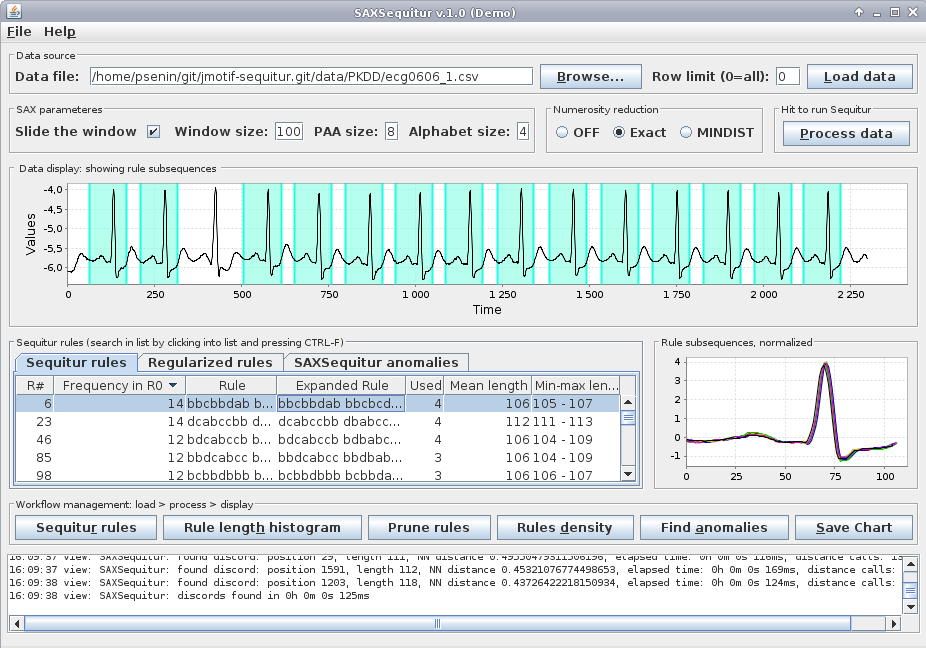 SAXSequitur v.1.0 (Demo)
File Help
Data source
Data file: /home/psenin/git/jmotif-sequitur.git/data/PKDD/ecg0606_1.csv Browse... Row limit (0=all): 0 Load data
SAX parameteres
Slide the window Window size: 100 PAA size: 8 Alphabet size: 4
Numerosity reduction
OFF Exact MINDIST
Hit to run Sequitur
Process data
Data display: showing rule subsequences
Values
-4,0
-4,5
-5,0
-5,5
-6,0
0 250 500 750 1 000 1 250 1 500 1 750 2 000 2 250
Time
Sequitur rules (search in list by clicking into list and pressing CTRL-F)
Sequitur rules Regularized rules SAXSequitur anomalies
R# Frequency in R0 Rule Expanded Rule Used Mean length Min-max len...
6 14 bbcbbdab b... bbcbbdab bbcbcd... 4 106 105 - 107
23 14 dcabccbb d... dcabccbb dbabcc... 4 112 111 - 113
46 12 bdcabccb b... bdcabccb bdbabc... 4 106 104 - 109
85 12 bbdcabcc b... bbdcabcc bbdbab... 3 106 104 - 109
98 12 bcbbdbbb b... bcbbdbbb bcbbda... 3 106 106 - 107
Rule subsequences, normalized
4
3
2
1
0
-1
0 25 50 75 100
Workflow management: load > process > display
Sequitur rules Rule length histogram Prune rules Rules density Find anomalies Save Chart
16:09:37 view: SAXSequitur: found discord: position 29, length 111, NN distance 0.49550479311506196, elapsed time: 0h 0m 0s 116ms, distance calls:
16:09:37 view: SAXSequitur: found discord: position 1591, length 112, NN distance 0.45321076774498653, elapsed time: 0h 0m 0s 169ms, distance calls:
16:09:38 view: SAXSequitur: found discord: position 1203, length 118, NN distance 0.43726422218150934, elapsed time: 0h 0m 0s 124ms, distance calls:
16:09:38 view: SAXSequitur: discords found in 0h 0m 0s 125ms